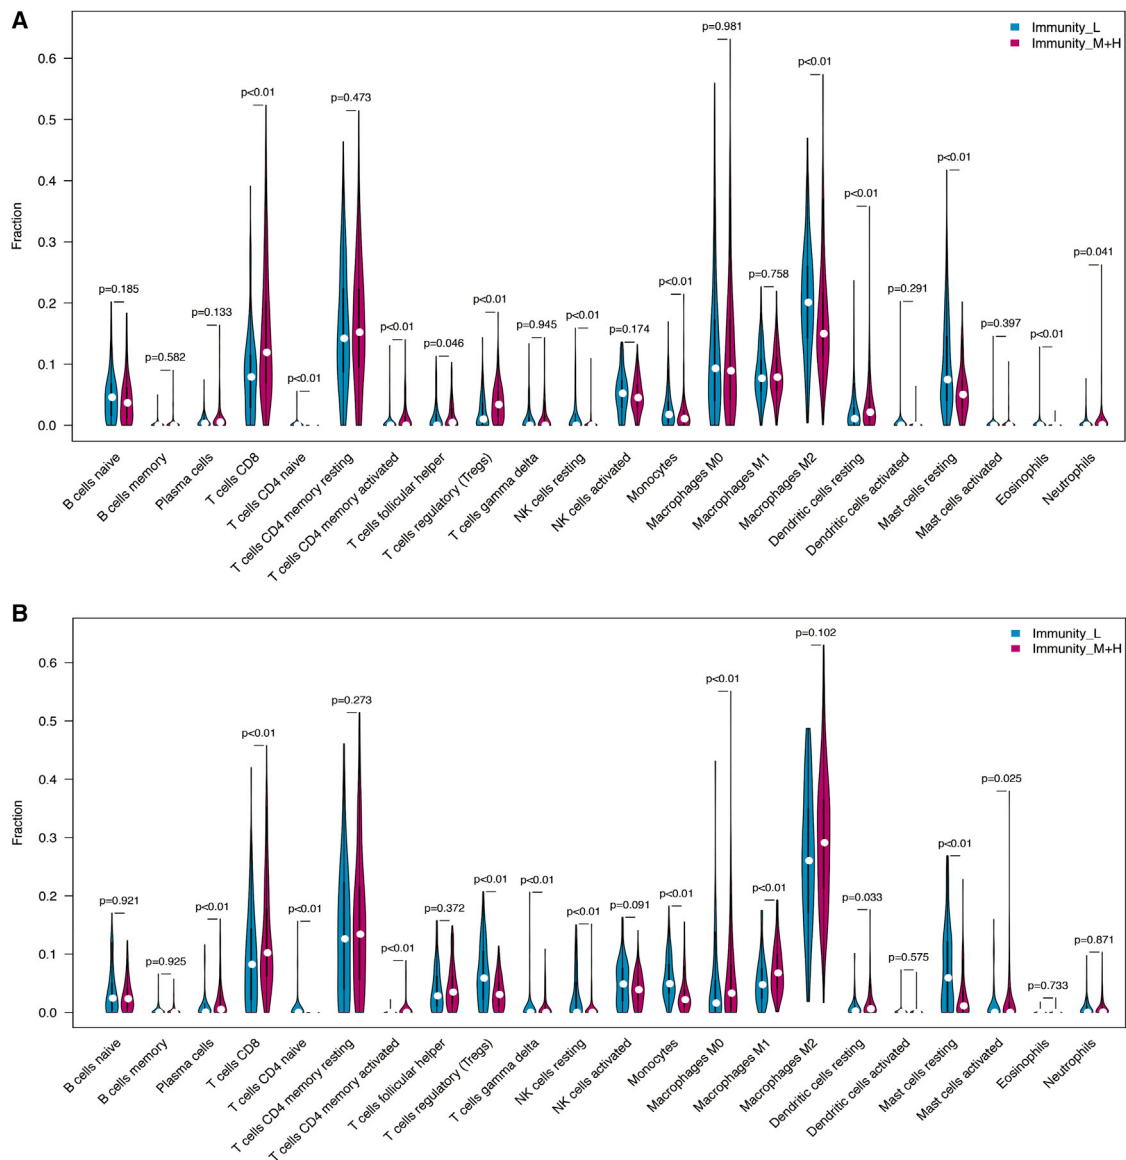 A
Immunity_L
Immunity_M+H
p=0.981
p<0.01
p<0.01
p=0.473
p<0.01
p<0.01
p=0.185
p=0.582
p=0.133
p<0.01
p<0.01
p=0.046
p<0.01
p=0.945
p<0.01
p=0.174
p<0.01
p=0.758
p=0.291
p=0.397
p<0.01
p=0.041
Fraction
0.6
0.5
0.4
0.3
0.2
0.1
0.0
B cells naive
B cells memory
Plasma cells
T cells CD8
T cells CD4 naive
T cells CD4 memory resting
T cells CD4 memory activated
T cells follicular helper
T cells regulatory (Tregs)
T cells gamma delta
NK cells resting
NK cells activated
Monocytes
Macrophages M0
Macrophages M1
Macrophages M2
Dendritic cells resting
Dendritic cells activated
Mast cells resting
Mast cells activated
Eosinophils
Neutrophils
B
Immunity_L
Immunity_M+H
p=0.102
p<0.01
p=0.273
p<0.01
p=0.025
p=0.921
p=0.925
p<0.01
p<0.01
p<0.01
p=0.372
p<0.01
p<0.01
p<0.01
p=0.091
p<0.01
p<0.01
p=0.033
p=0.575
p<0.01
p=0.733
p=0.871
Fraction
0.6
0.5
0.4
0.3
0.2
0.1
0.0
B cells naive
B cells memory
Plasma cells
T cells CD8
T cells CD4 naive
T cells CD4 memory resting
T cells CD4 memory activated
T cells follicular helper
T cells regulatory (Tregs)
T cells gamma delta
NK cells resting
NK cells activated
Monocytes
Macrophages M0
Macrophages M1
Macrophages M2
Dendritic cells resting
Dendritic cells activated
Mast cells resting
Mast cells activated
Eosinophils
Neutrophils